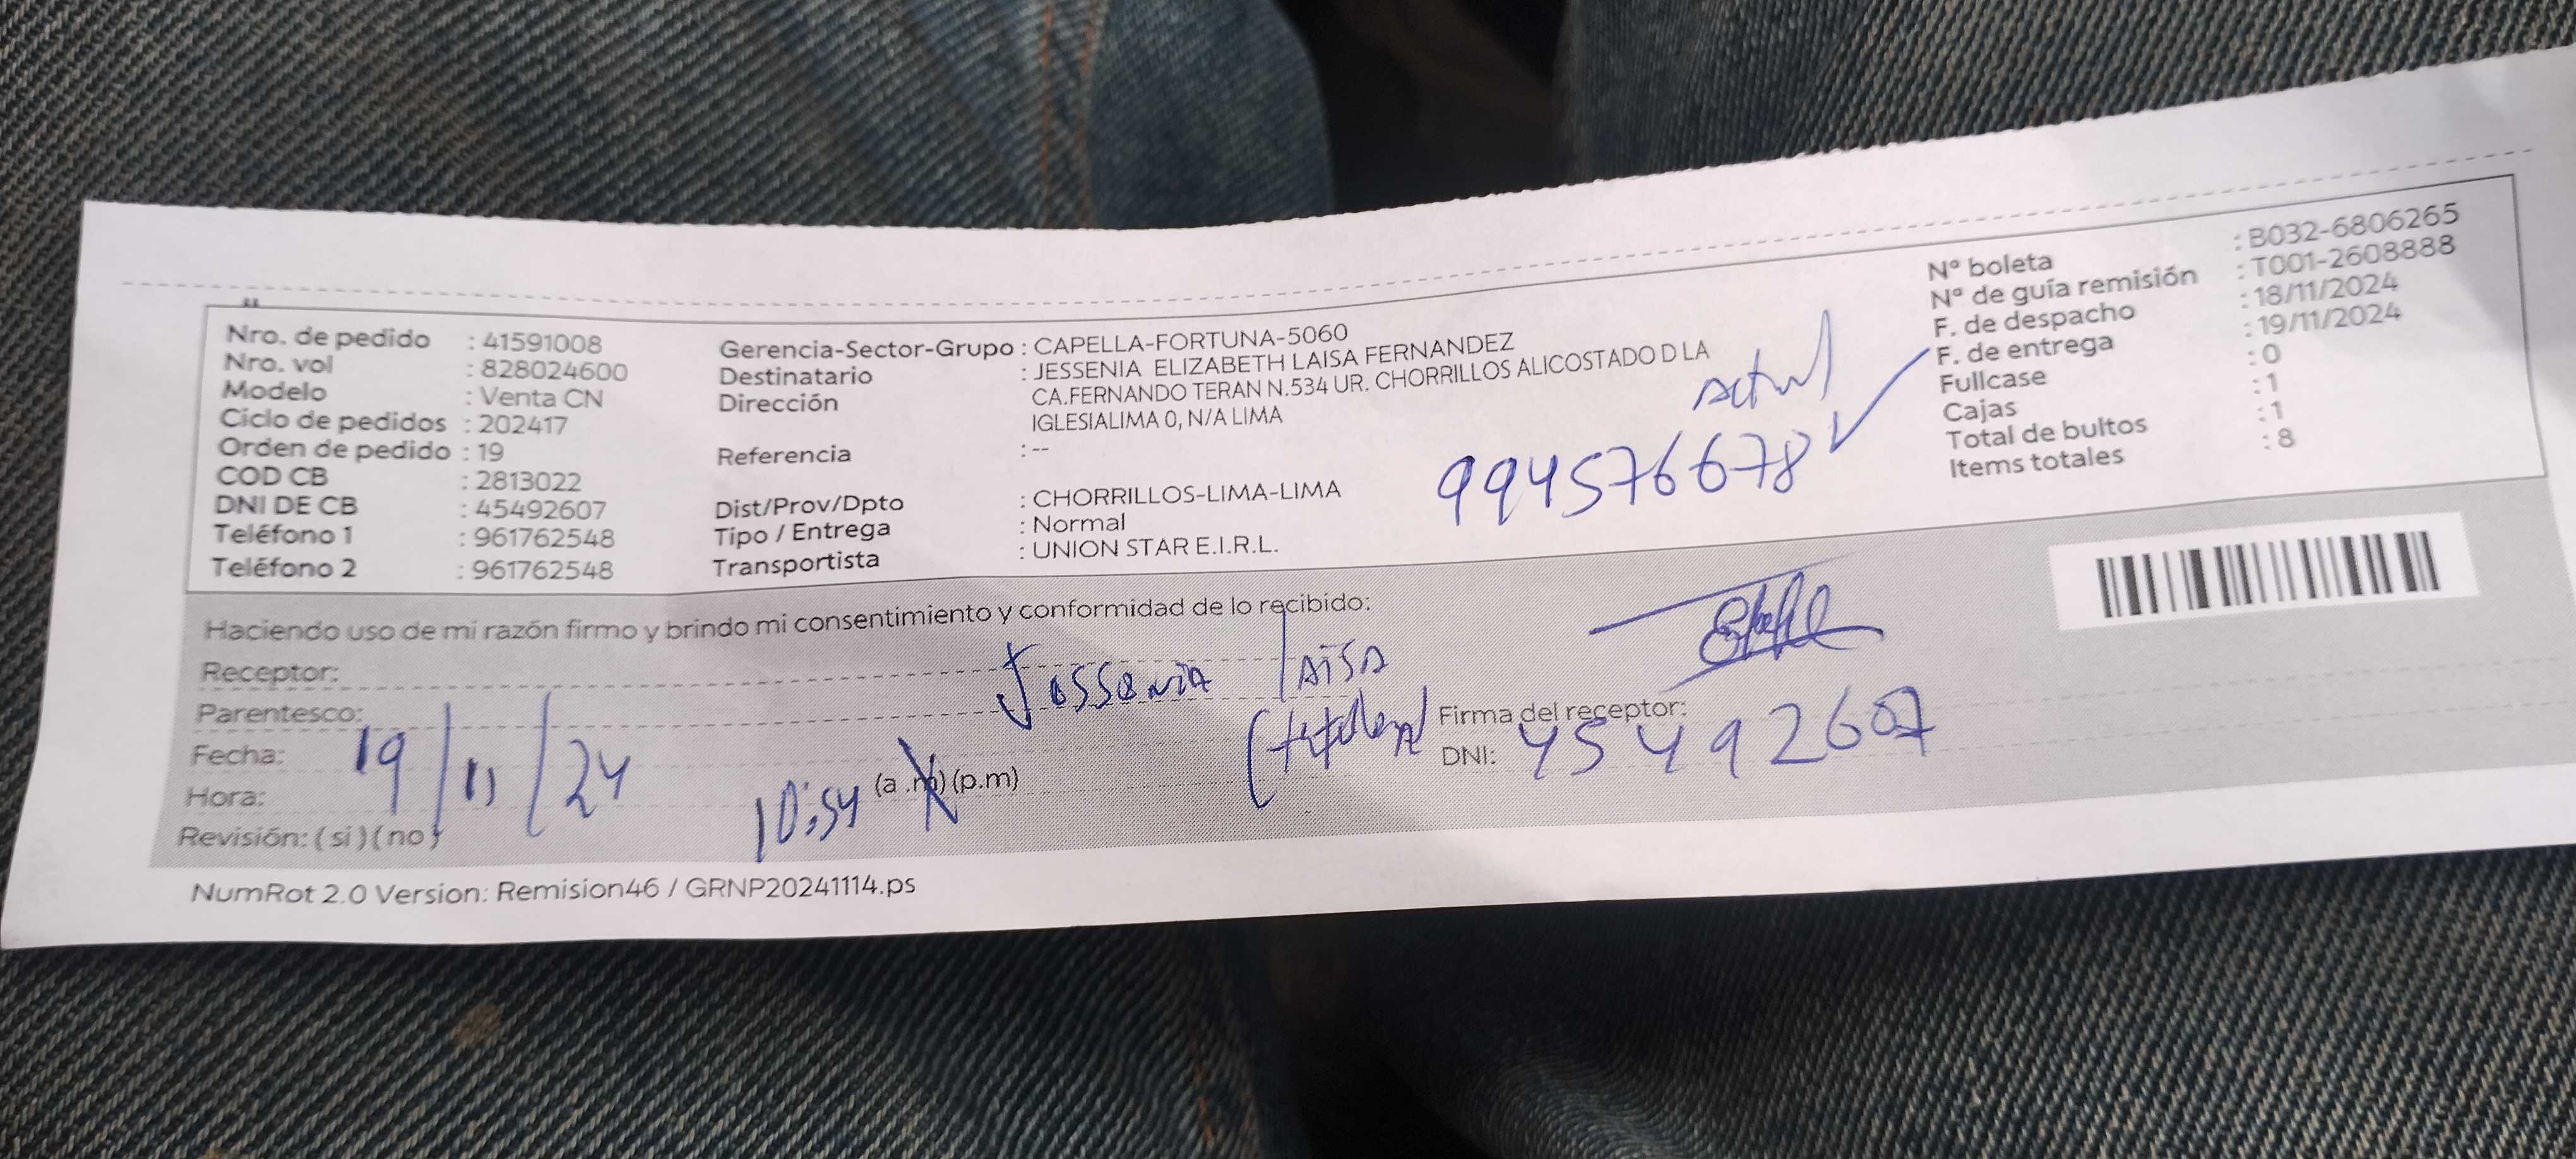 Nro. de pedido : 41591008
Nro. vol : 828024600
Modelo : Venta CN
Ciclo de pedidos : 202417
Orden de pedido : 19
COD CB : 2813022
DNI DE CB : 45492607
Teléfono 1 : 961762548
Teléfono 2 : 961762548
Gerencia-Sector-Grupo : CAPELLA-FORTUNA-5060
Destinatario : JESSENIA ELIZABETH LAISA FERNANDEZ
Dirección : CA.FERNANDO TERAN N.534 UR. CHORRILLOS ALICOSTADO D LA
IGLESIALIMA 0, N/A LIMA
Referencia : --
Dist/Prov/Dpto : CHORRILLOS-LIMA-LIMA
Tipo / Entrega : Normal
Transportista : UNION STAR E.I.R.L.
994576678
Nº boleta : B032-6806265
Nº de guía remisión : T001-2608888
F. de despacho : 18/11/2024
F. de entrega : 19/11/2024
Fullcase : 0
Cajas : 1
Total de bultos : 1
Items totales : 8
Haciendo uso de mi razón firmo y brindo mi consentimiento y conformidad de lo recibido:
Receptor: Jessenia Laisa
Parentesco:
Firma del receptor:
Fecha: 19/11/24
DNI: 45492607
Hora: 10:54 (a .m) (p.m)
Revisión: ( si ) ( no )
NumRot 2.0 Version: Remision46 / GRNP20241114.ps